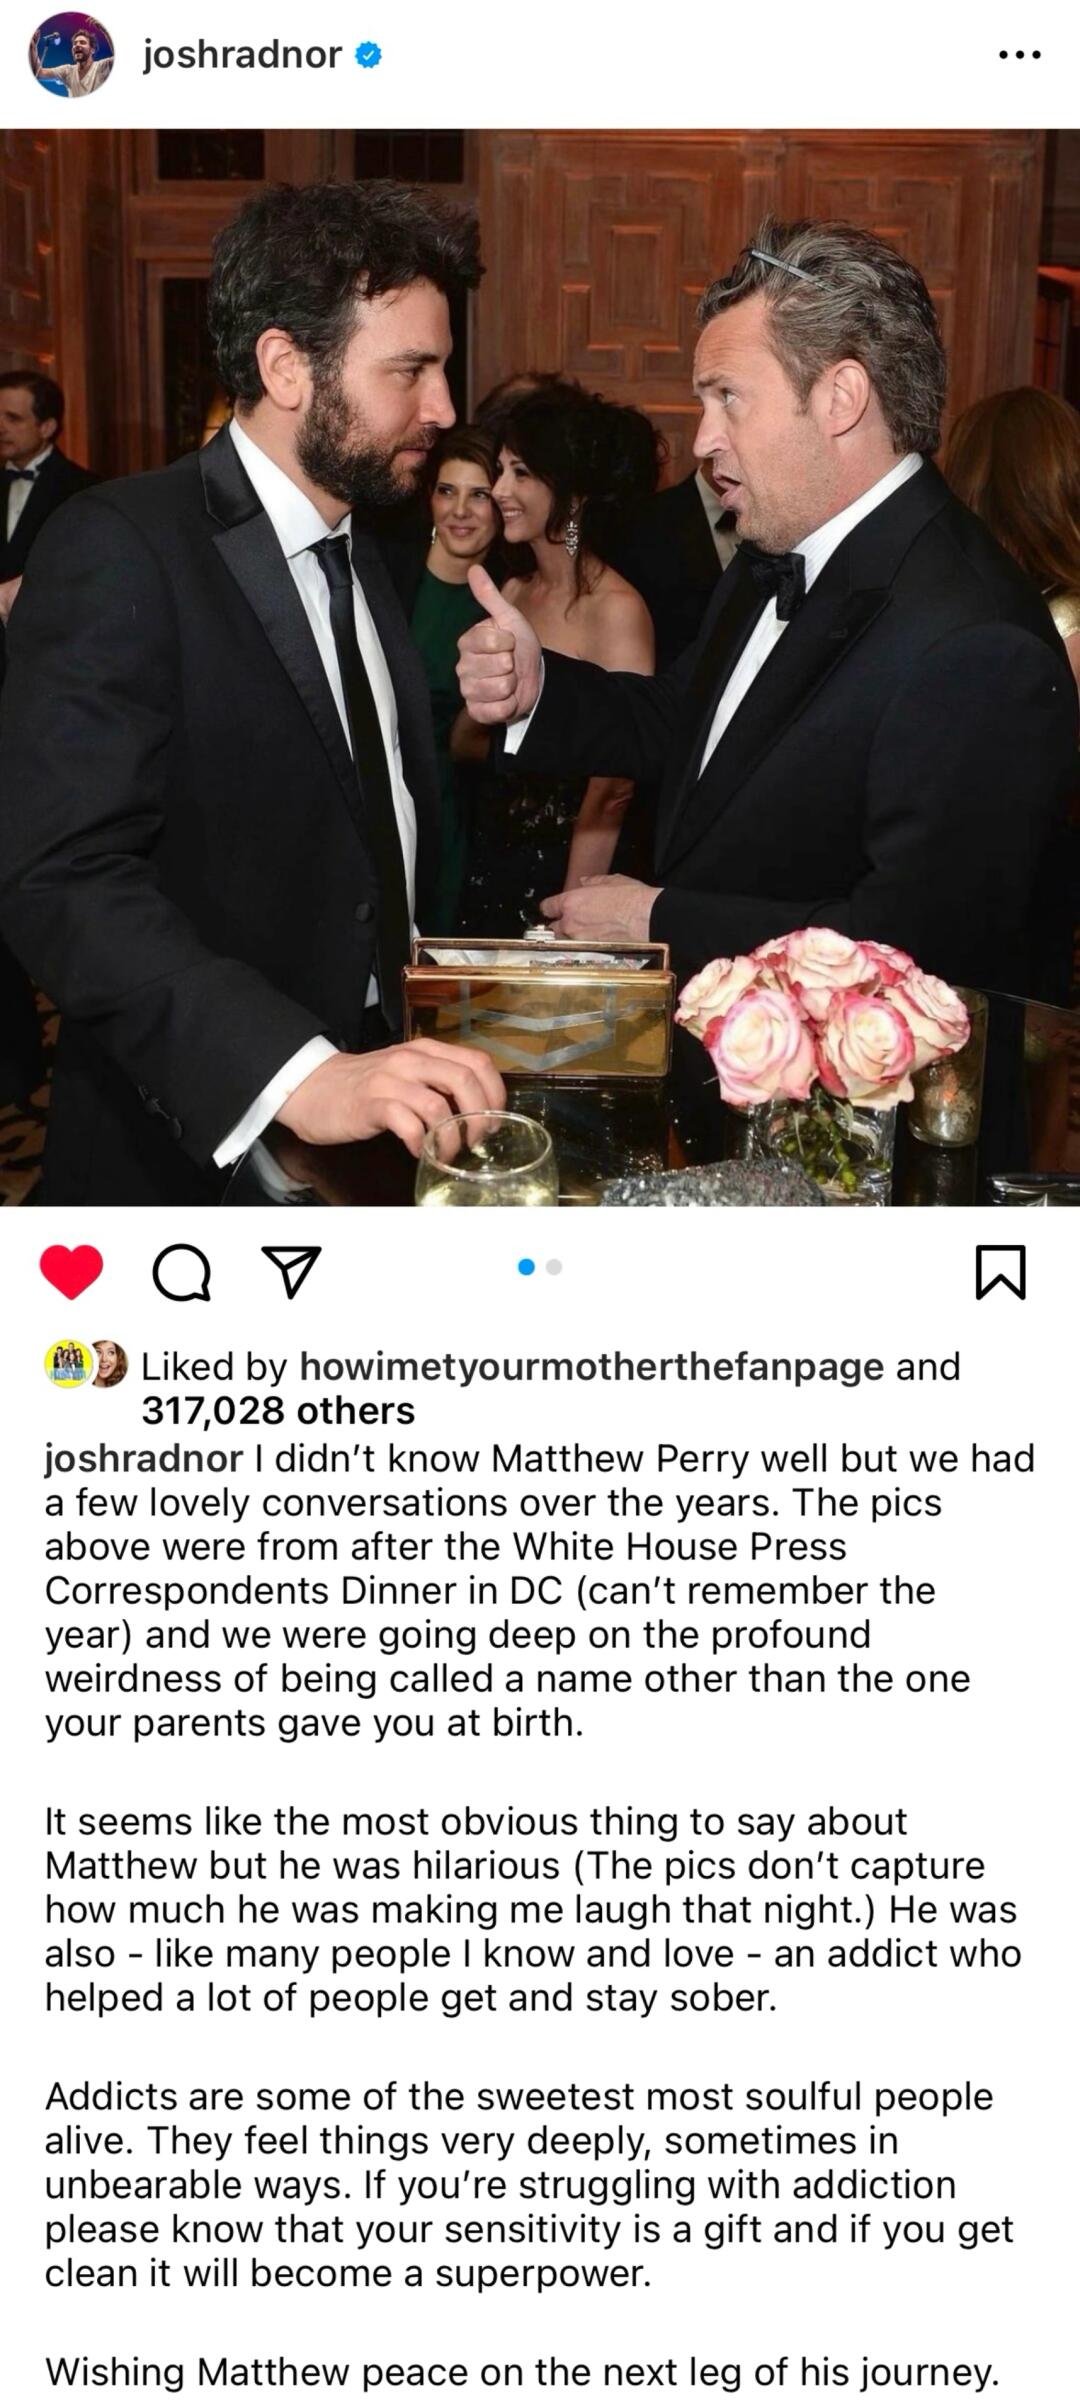 joshradnor
Liked by howimetyourmotherthefanpage and
317,028 others
joshradnor I didn’t know Matthew Perry well but we had
a few lovely conversations over the years. The pics
above were from after the White House Press
Correspondents Dinner in DC (can’t remember the
year) and we were going deep on the profound
weirdness of being called a name other than the one
your parents gave you at birth.
It seems like the most obvious thing to say about
Matthew but he was hilarious (The pics don’t capture
how much he was making me laugh that night.) He was
also - like many people I know and love - an addict who
helped a lot of people get and stay sober.
Addicts are some of the sweetest most soulful people
alive. They feel things very deeply, sometimes in
unbearable ways. If you’re struggling with addiction
please know that your sensitivity is a gift and if you get
clean it will become a superpower.
Wishing Matthew peace on the next leg of his journey.